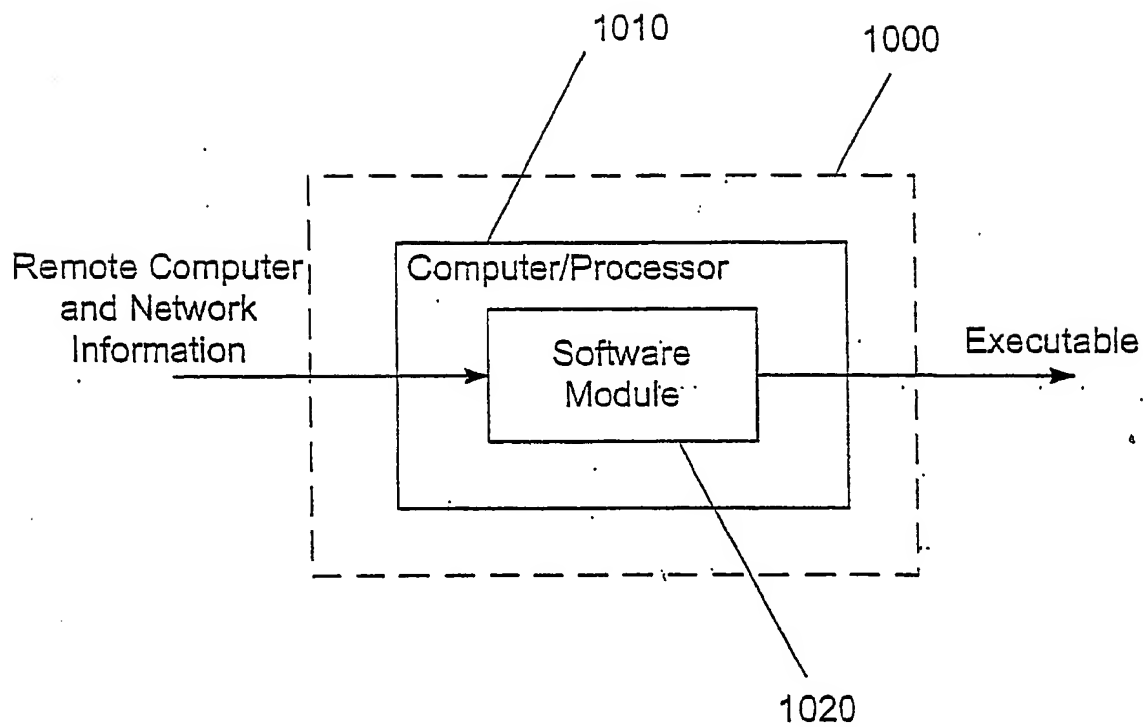 1010
1000
Remote Computer
and Network
Information
Computer/Processor
Software
Module
Executable
1020